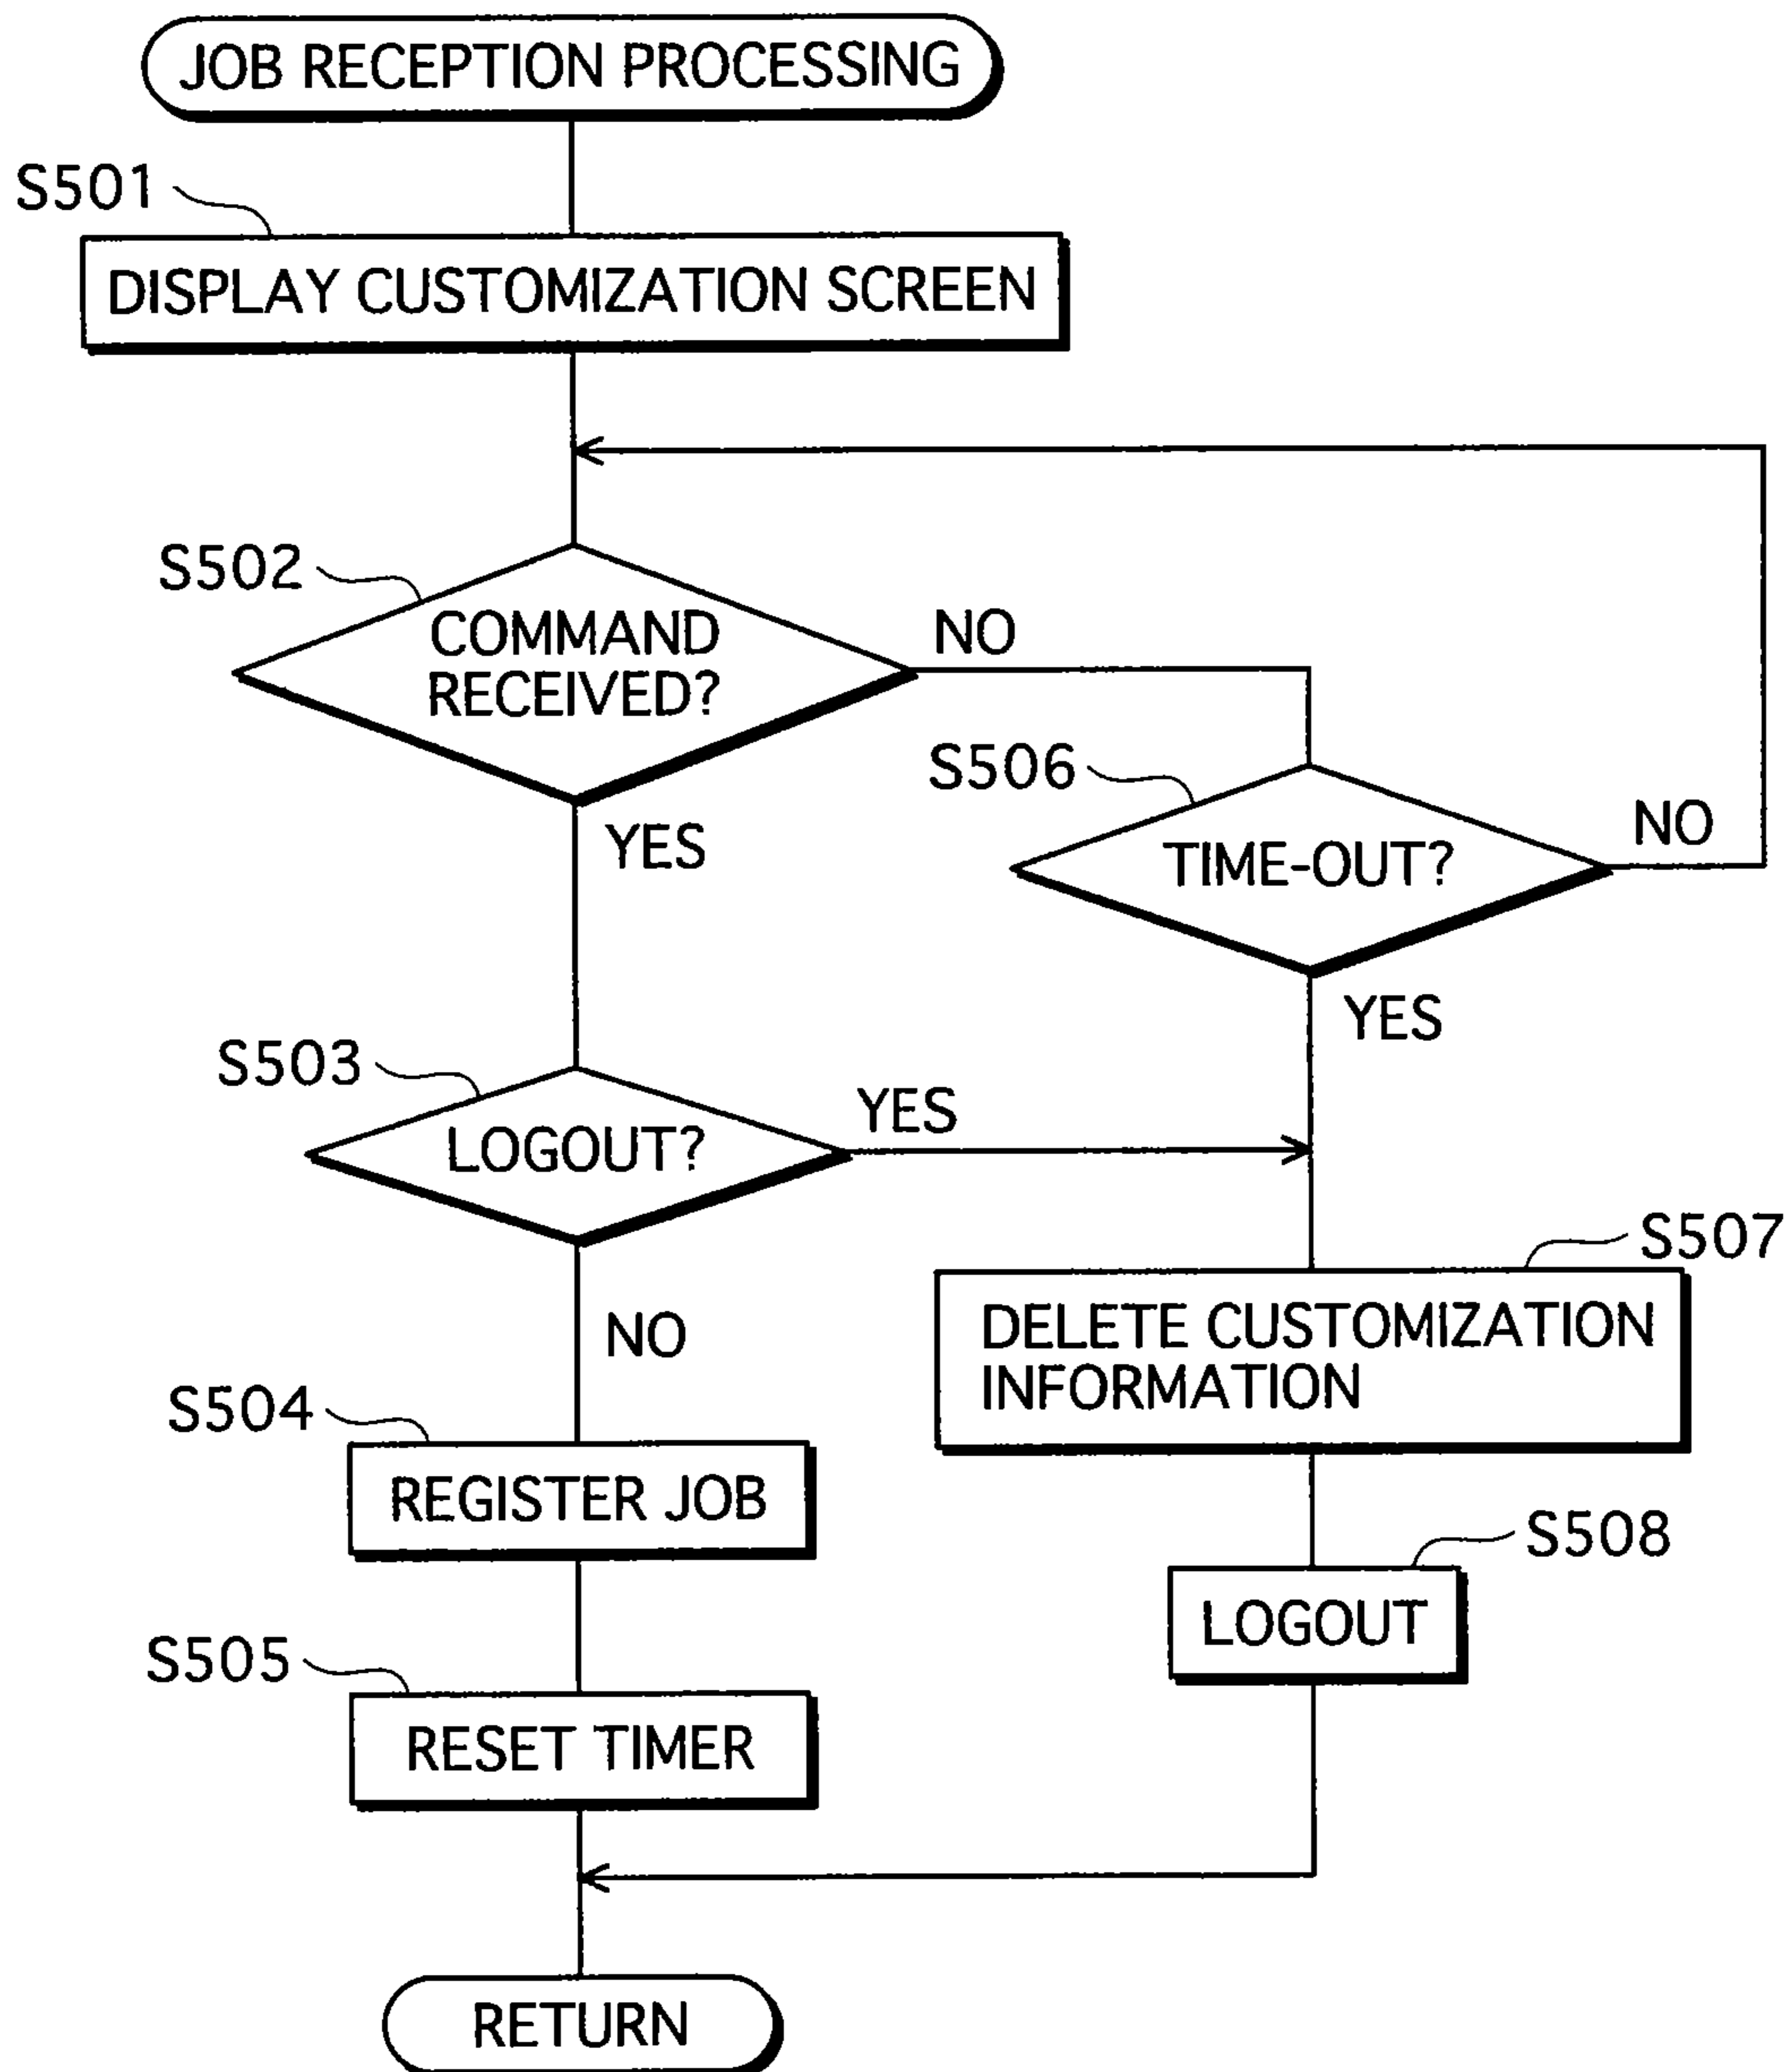 JOB RECEPTION PROCESSING
S501
DISPLAY CUSTOMIZATION SCREEN
S502
COMMAND
RECEIVED?
NO
YES
S506
TIME-OUT?
NO
YES
S503
LOGOUT?
YES
NO
S507
DELETE CUSTOMIZATION
INFORMATION
S504
REGISTER JOB
S508
LOGOUT
S505
RESET TIMER
RETURN